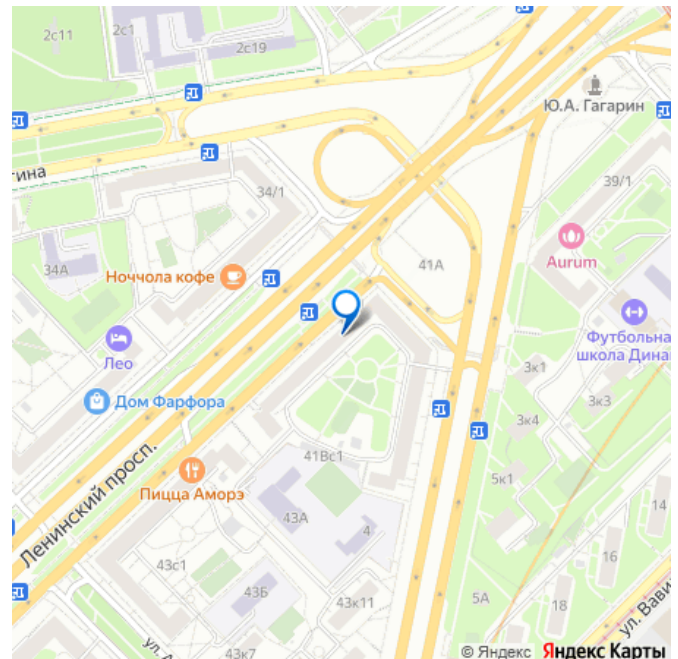 2с11
2с1
2с19
Ю.А. Гагарин
гина
34/1
39/1
34А
Ноччола кофе
41А
Aurum
Лео
Футбольна
школа Дина
Дом Фарфора
3к1
3к4
3к3
Ленинский просп.
41Вс1
Пицца Аморэ
5к1
43А
4
14
16
43с1
43Б
43к11
5А
18
ул. Вави
ул. А
43к7
© Яндекс Яндекс Карты